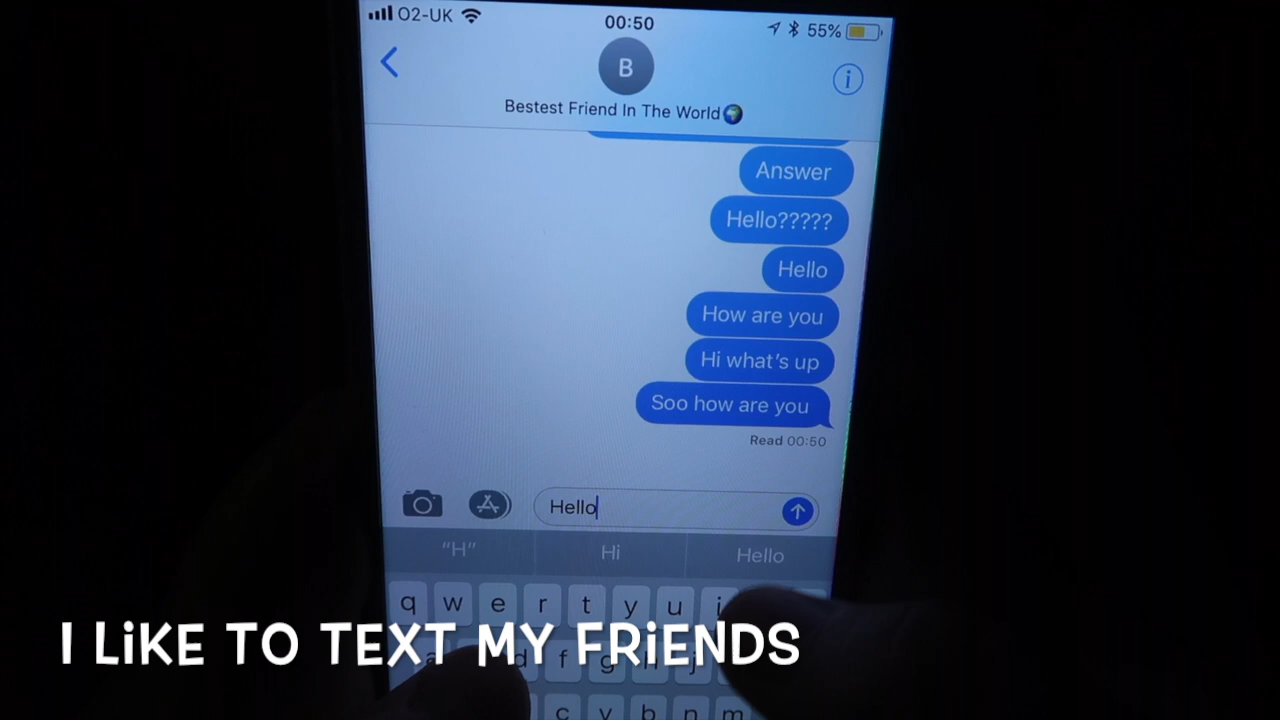 O2-UK 00:50 55%
B
Bestest Friend In The World
Answer
Hello?????
Hello
How are you
Hi what's up
Soo how are you
Read 00:50
Hello
"H" Hi Hello
q w e r t y u i
I LiKE TO TEXT MY FRiENDS
a d f g h j
c v b n m